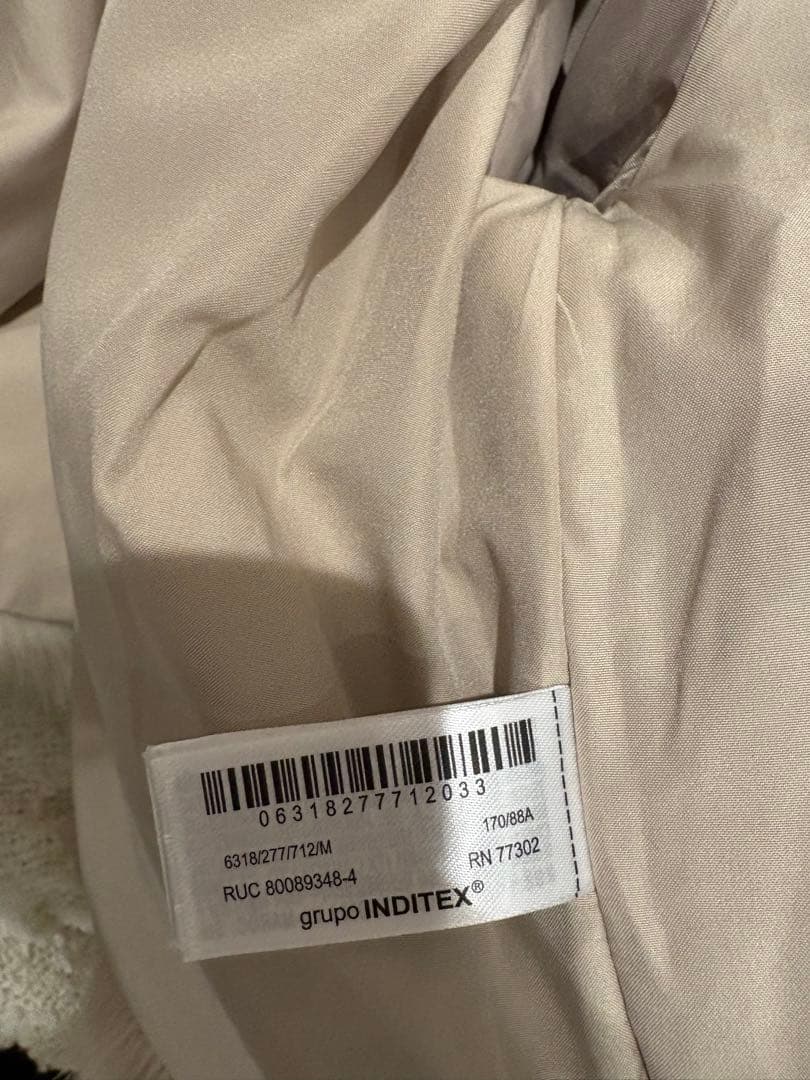 06318277712033
170/88A
6318/277/712/M
RN 77302
RUC 80089348-4
grupo INDITEX®